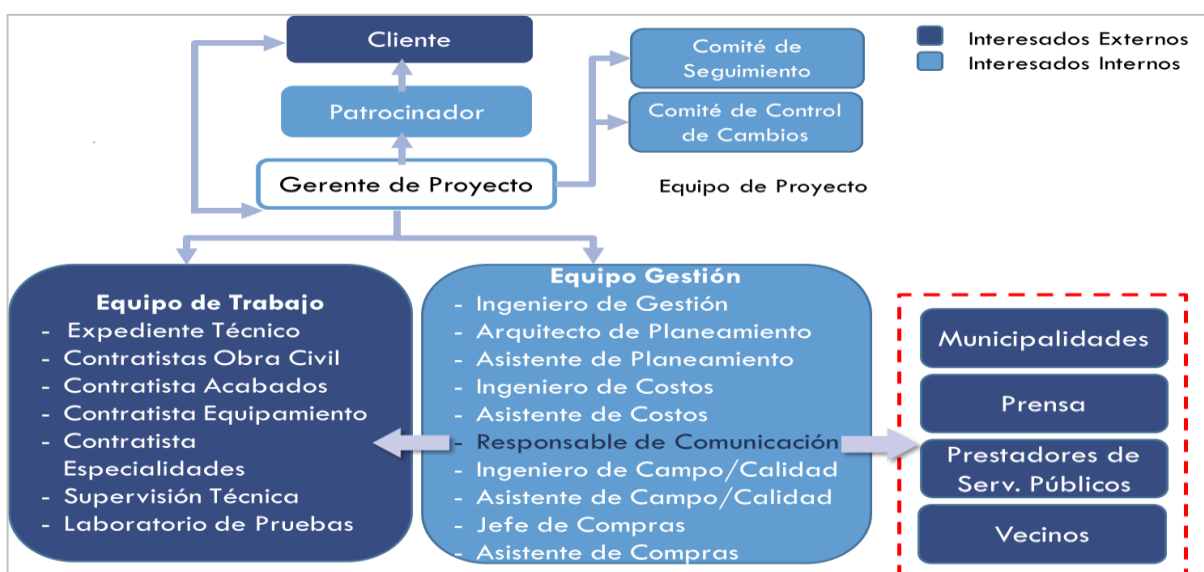 Cliente
Patrocinador
Gerente de Proyecto
Comité de
Seguimiento
Comité de Control
de Cambios
Equipo de Proyecto
Interesados Externos
Interesados Internos
Equipo de Trabajo
- Expediente Técnico
- Contratistas Obra Civil
- Contratista Acabados
- Contratista Equipamiento
- Contratista
Especialidades
- Supervisión Técnica
- Laboratorio de Pruebas
Equipo Gestión
- Ingeniero de Gestión
- Arquitecto de Planeamiento
- Asistente de Planeamiento
- Ingeniero de Costos
- Asistente de Costos
- Responsable de Comunicación
- Ingeniero de Campo/Calidad
- Asistente de Campo/Calidad
- Jefe de Compras
- Asistente de Compras
Municipalidades
Prensa
Prestadores de
Serv. Públicos
Vecinos